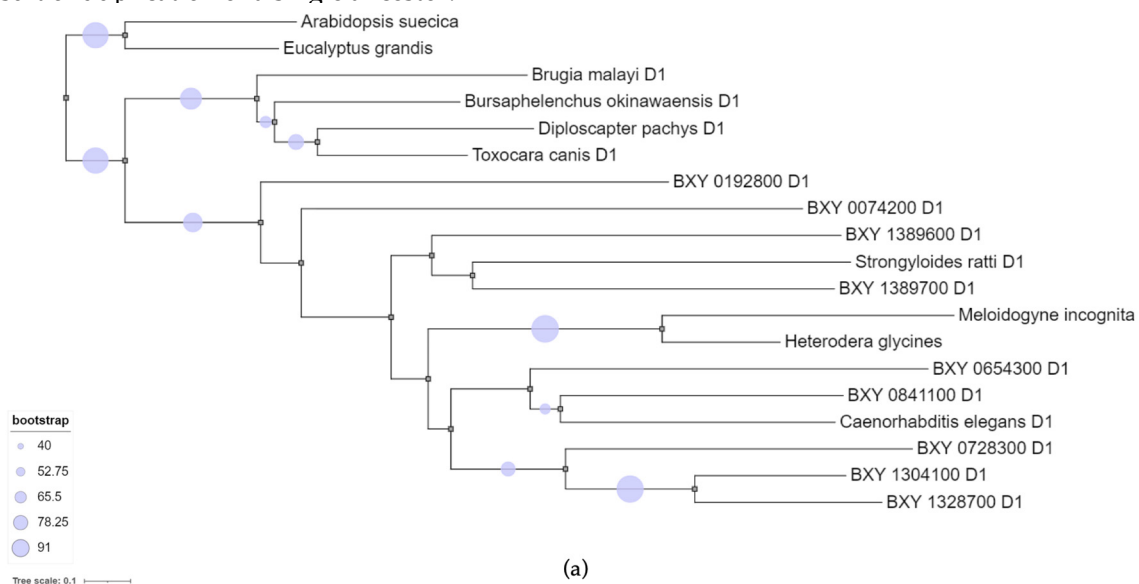 Arabidopsis suecica
Eucalyptus grandis
Brugia malayi D1
Bursaphelenchus okinawaensis D1
Diploscapter pachys D1
Toxocara canis D1
BXY 0192800 D1
BXY 0074200 D1
BXY 1389600 D1
Strongyloides ratti D1
BXY 1389700 D1
Meloidogyne incognita
Heterodera glycines
BXY 0654300 D1
BXY 0841100 D1
Caenorhabditis elegans D1
BXY 0728300 D1
BXY 1304100 D1
BXY 1328700 D1
bootstrap
40
52.75
65.5
78.25
91
Tree scale: 0.1
(a)